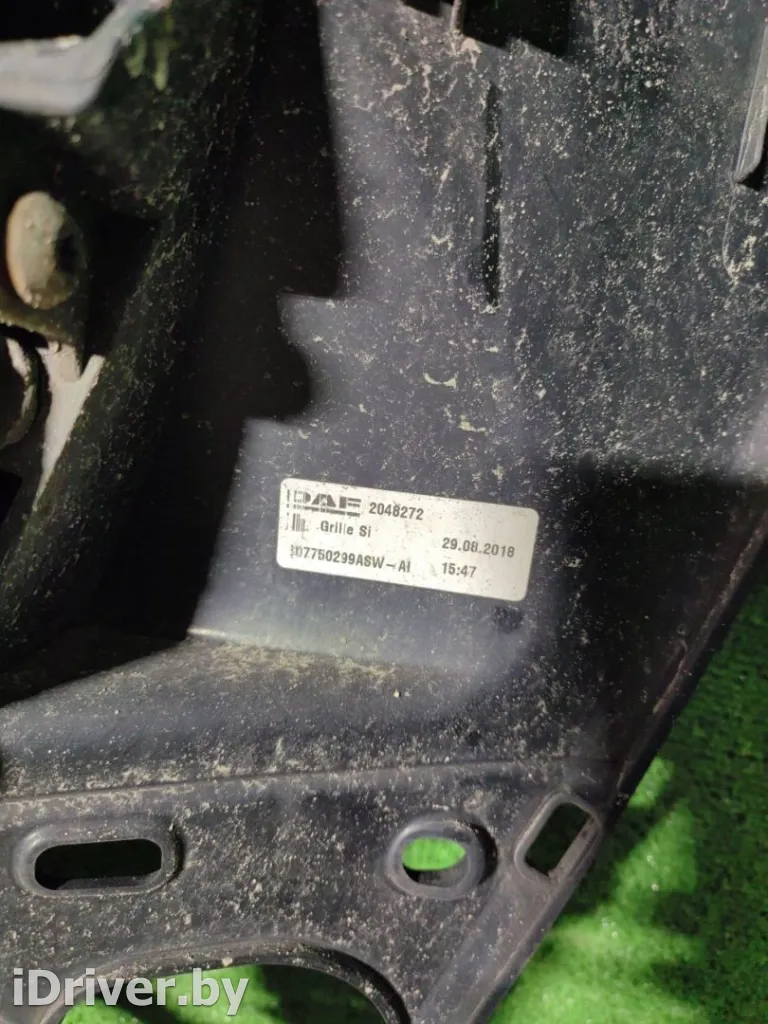 DAF 2048272
Grille Si
29.08.2018
07750299ASW-AI 15:47
iDriver.by